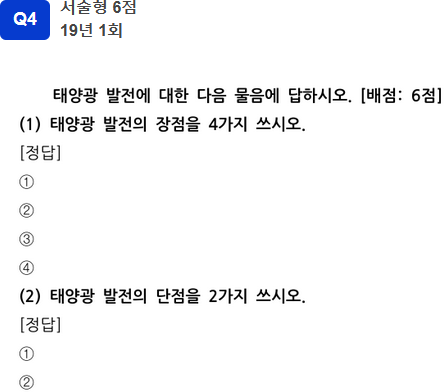 Q4
서술형 6점
19년 1회
태양광 발전에 대한 다음 물음에 답하시오. [배점: 6점]
(1) 태양광 발전의 장점을 4가지 쓰시오.
[정답]
①
②
③
④
(2) 태양광 발전의 단점을 2가지 쓰시오.
[정답]
①
②